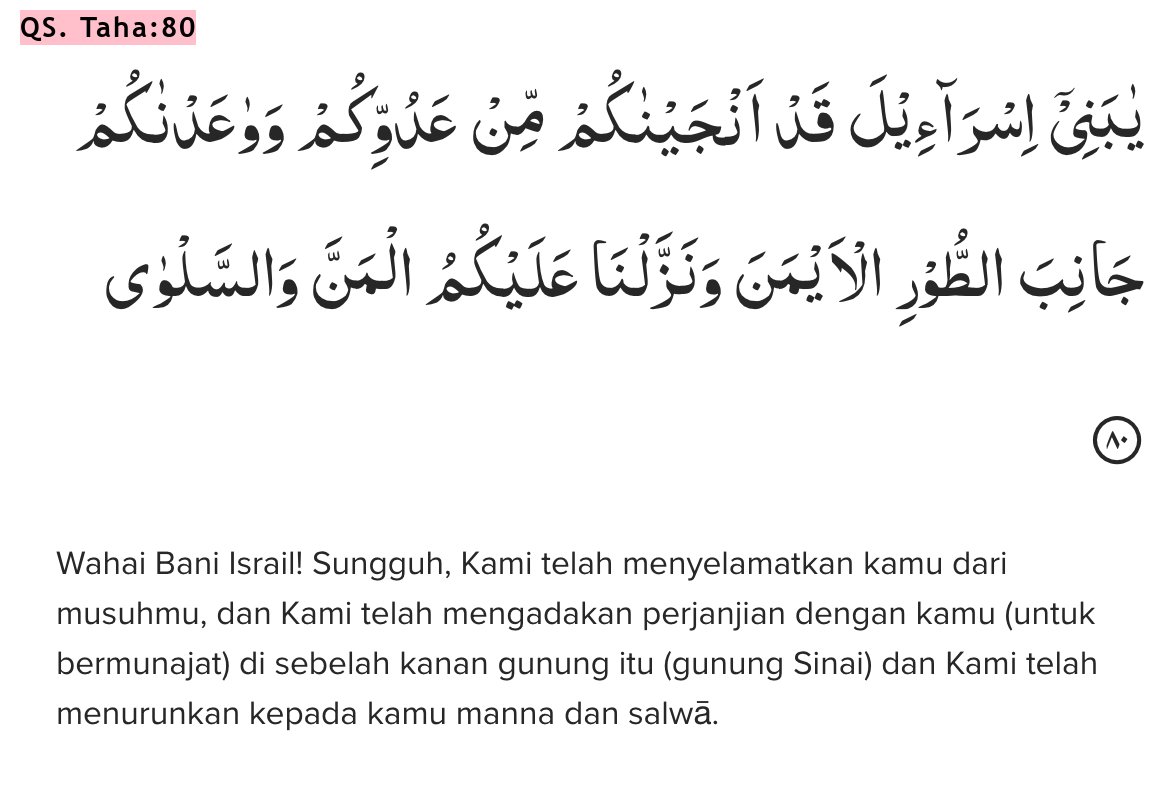 QS. Taha:80
يٰبَنِيْٓ اِسْرَاۤءِيْلَ قَدْ اَنْجَيْنٰكُمْ مِّنْ عَدُوِّكُمْ وَوٰعَدْنٰكُمْ
جَانِبَ الطُّوْرِ الْاَيْمَنَ وَنَزَّلْنَا عَلَيْكُمُ الْمَنَّ وَالسَّلْوٰى
٨٠
Wahai Bani Israil! Sungguh, Kami telah menyelamatkan kamu dari
musuhmu, dan Kami telah mengadakan perjanjian dengan kamu (untuk
bermunajat) di sebelah kanan gunung itu (gunung Sinai) dan Kami telah
menurunkan kepada kamu manna dan salwā.